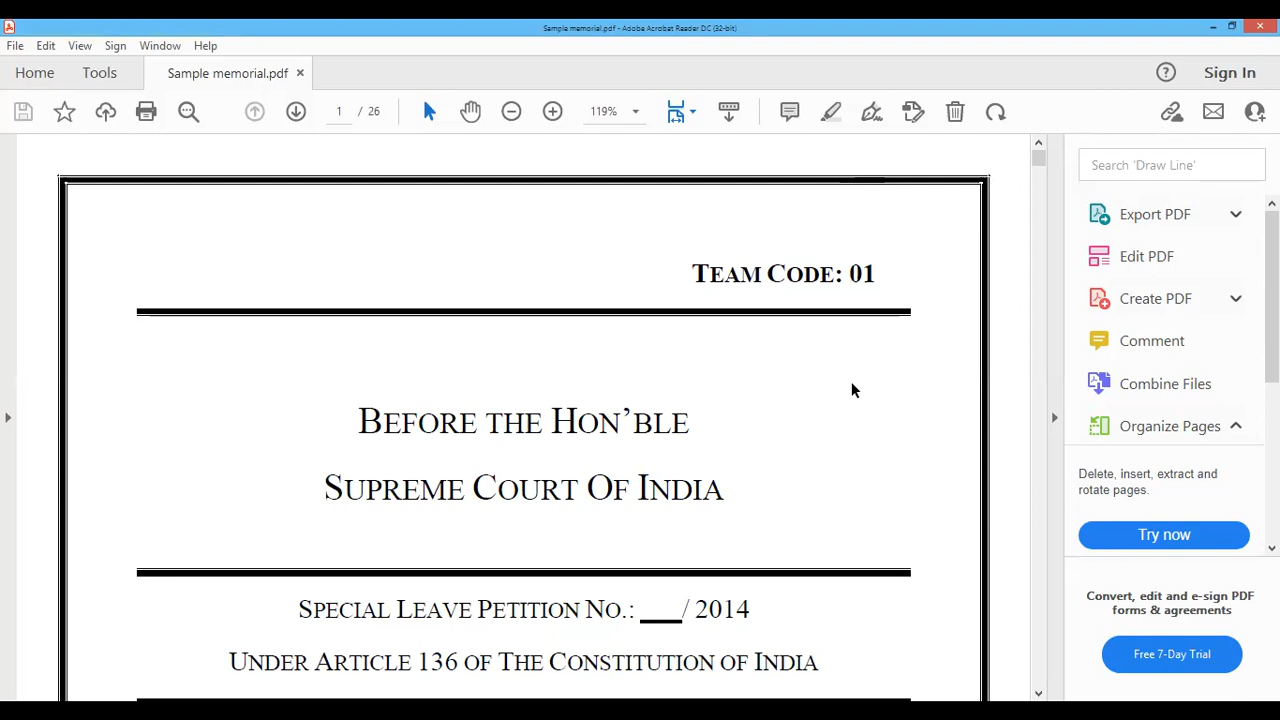 Sample memorial.pdf - Adobe Acrobat Reader DC (32-bit)
File Edit View Sign Window Help
Home Tools Sample memorial.pdf × Sign In
1 / 26 119%
Search 'Draw Line'
Export PDF
Edit PDF
Create PDF
Comment
Combine Files
Organize Pages
Delete, insert, extract and
rotate pages.
Try now
Convert, edit and e-sign PDF
forms & agreements
Free 7-Day Trial
TEAM CODE: 01
BEFORE THE HON’BLE
SUPREME COURT OF INDIA
SPECIAL LEAVE PETITION NO.: ___/ 2014
UNDER ARTICLE 136 OF THE CONSTITUTION OF INDIA